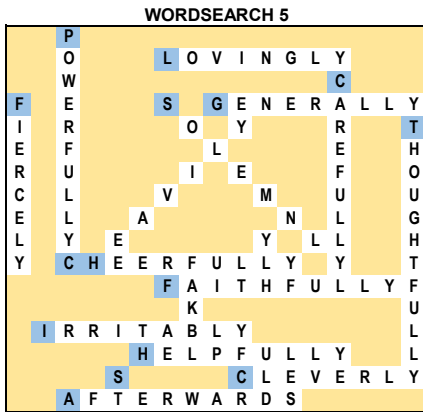 WORDSEARCH 5
P
O L O V I N G L Y
W C
F E S G E N E R A L L Y
I R O Y R T
E F L E H
R U I E F O
C L V M U U
E L A N L G
L Y E Y L L H
Y C H E E R F U L L Y Y T
F A I T H F U L L Y F
K U
I R R I T A B L Y L
H E L P F U L L Y L
S C L E V E R L Y
A F T E R W A R D S